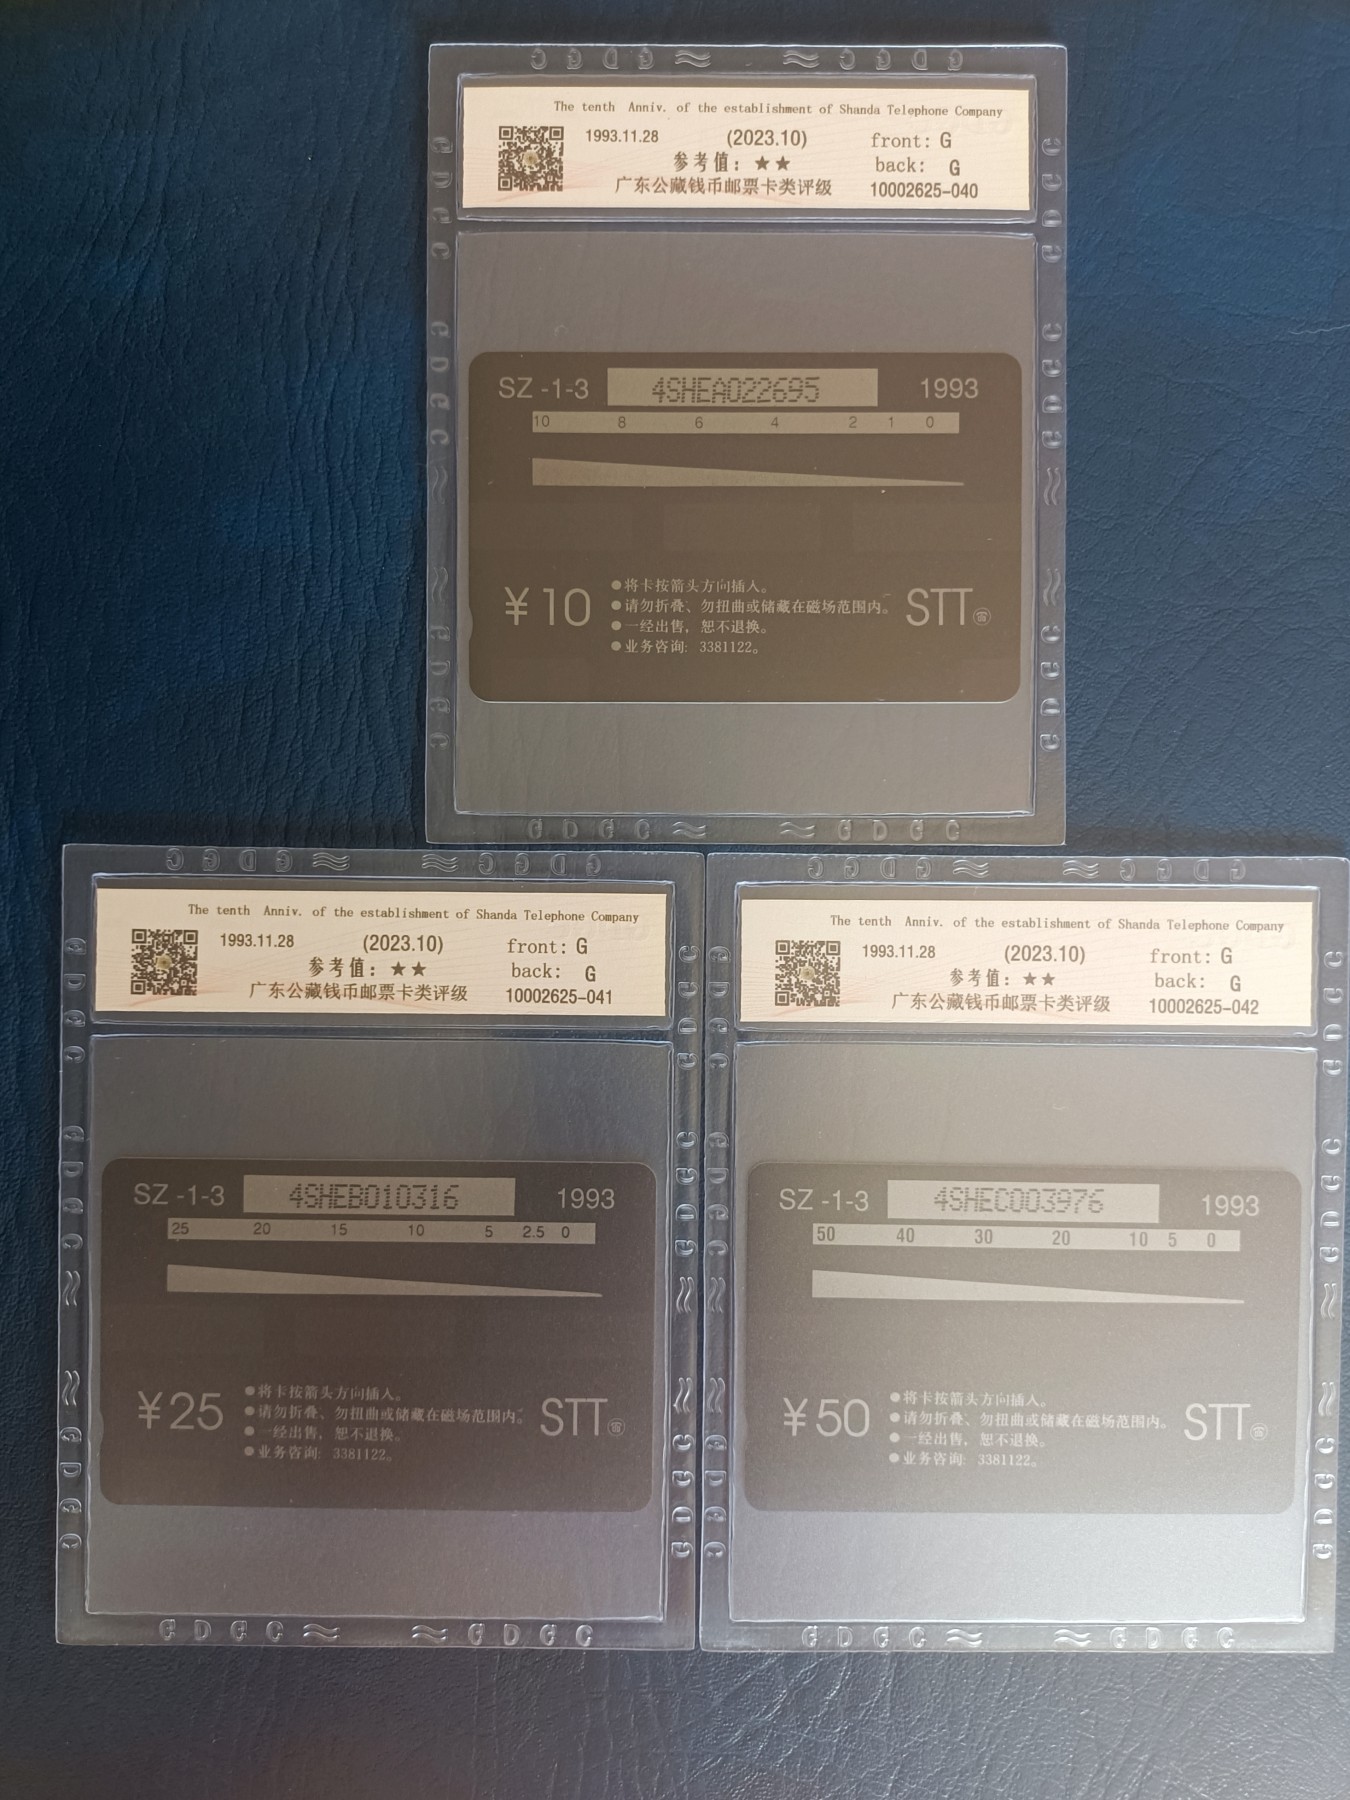 The tenth Anniv. of the establishment of Shanda Telephone Company
1993.11.28 (2023.10) front: G
参考值：★★ back: G
广东公藏钱币邮票卡类评级 10002625-040
SZ -1-3 4SHEA022695 1993
10 8 6 4 2 1 0
●将卡按箭头方向插入。
¥10 ●请勿折叠、勿扭曲或储藏在磁场范围内。 STT
●一经出售，恕不退换。
●业务咨询: 3381122。
The tenth Anniv. of the establishment of Shanda Telephone Company
1993.11.28 (2023.10) front: G
参考值：★★ back: G
广东公藏钱币邮票卡类评级 10002625-041
SZ -1-3 4SHEB010316 1993
25 20 15 10 5 2.5 0
●将卡按箭头方向插入。
¥25 ●请勿折叠、勿扭曲或储藏在磁场范围内。 STT
●一经出售，恕不退换。
●业务咨询: 3381122。
The tenth Anniv. of the establishment of Shanda Telephone Company
1993.11.28 (2023.10) front: G
参考值：★★ back: G
广东公藏钱币邮票卡类评级 10002625-042
SZ -1-3 4SHEC003976 1993
50 40 30 20 10 5 0
●将卡按箭头方向插入。
¥50 ●请勿折叠、勿扭曲或储藏在磁场范围内。 STT
●一经出售，恕不退换。
●业务咨询: 3381122。